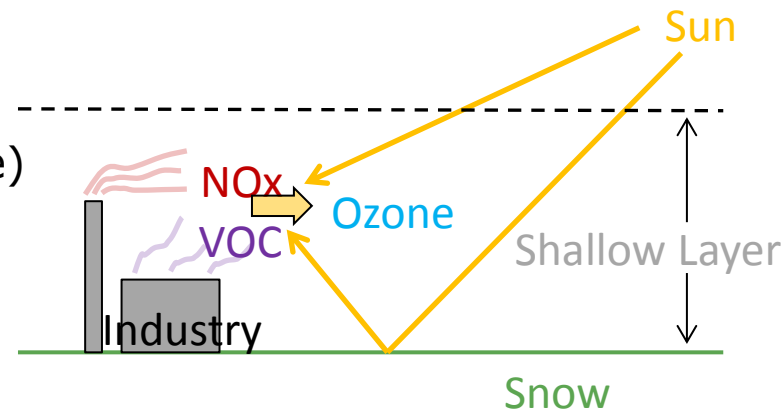 Sun
e)
NOx
Ozone
VOC
Shallow Layer
Industry
Snow